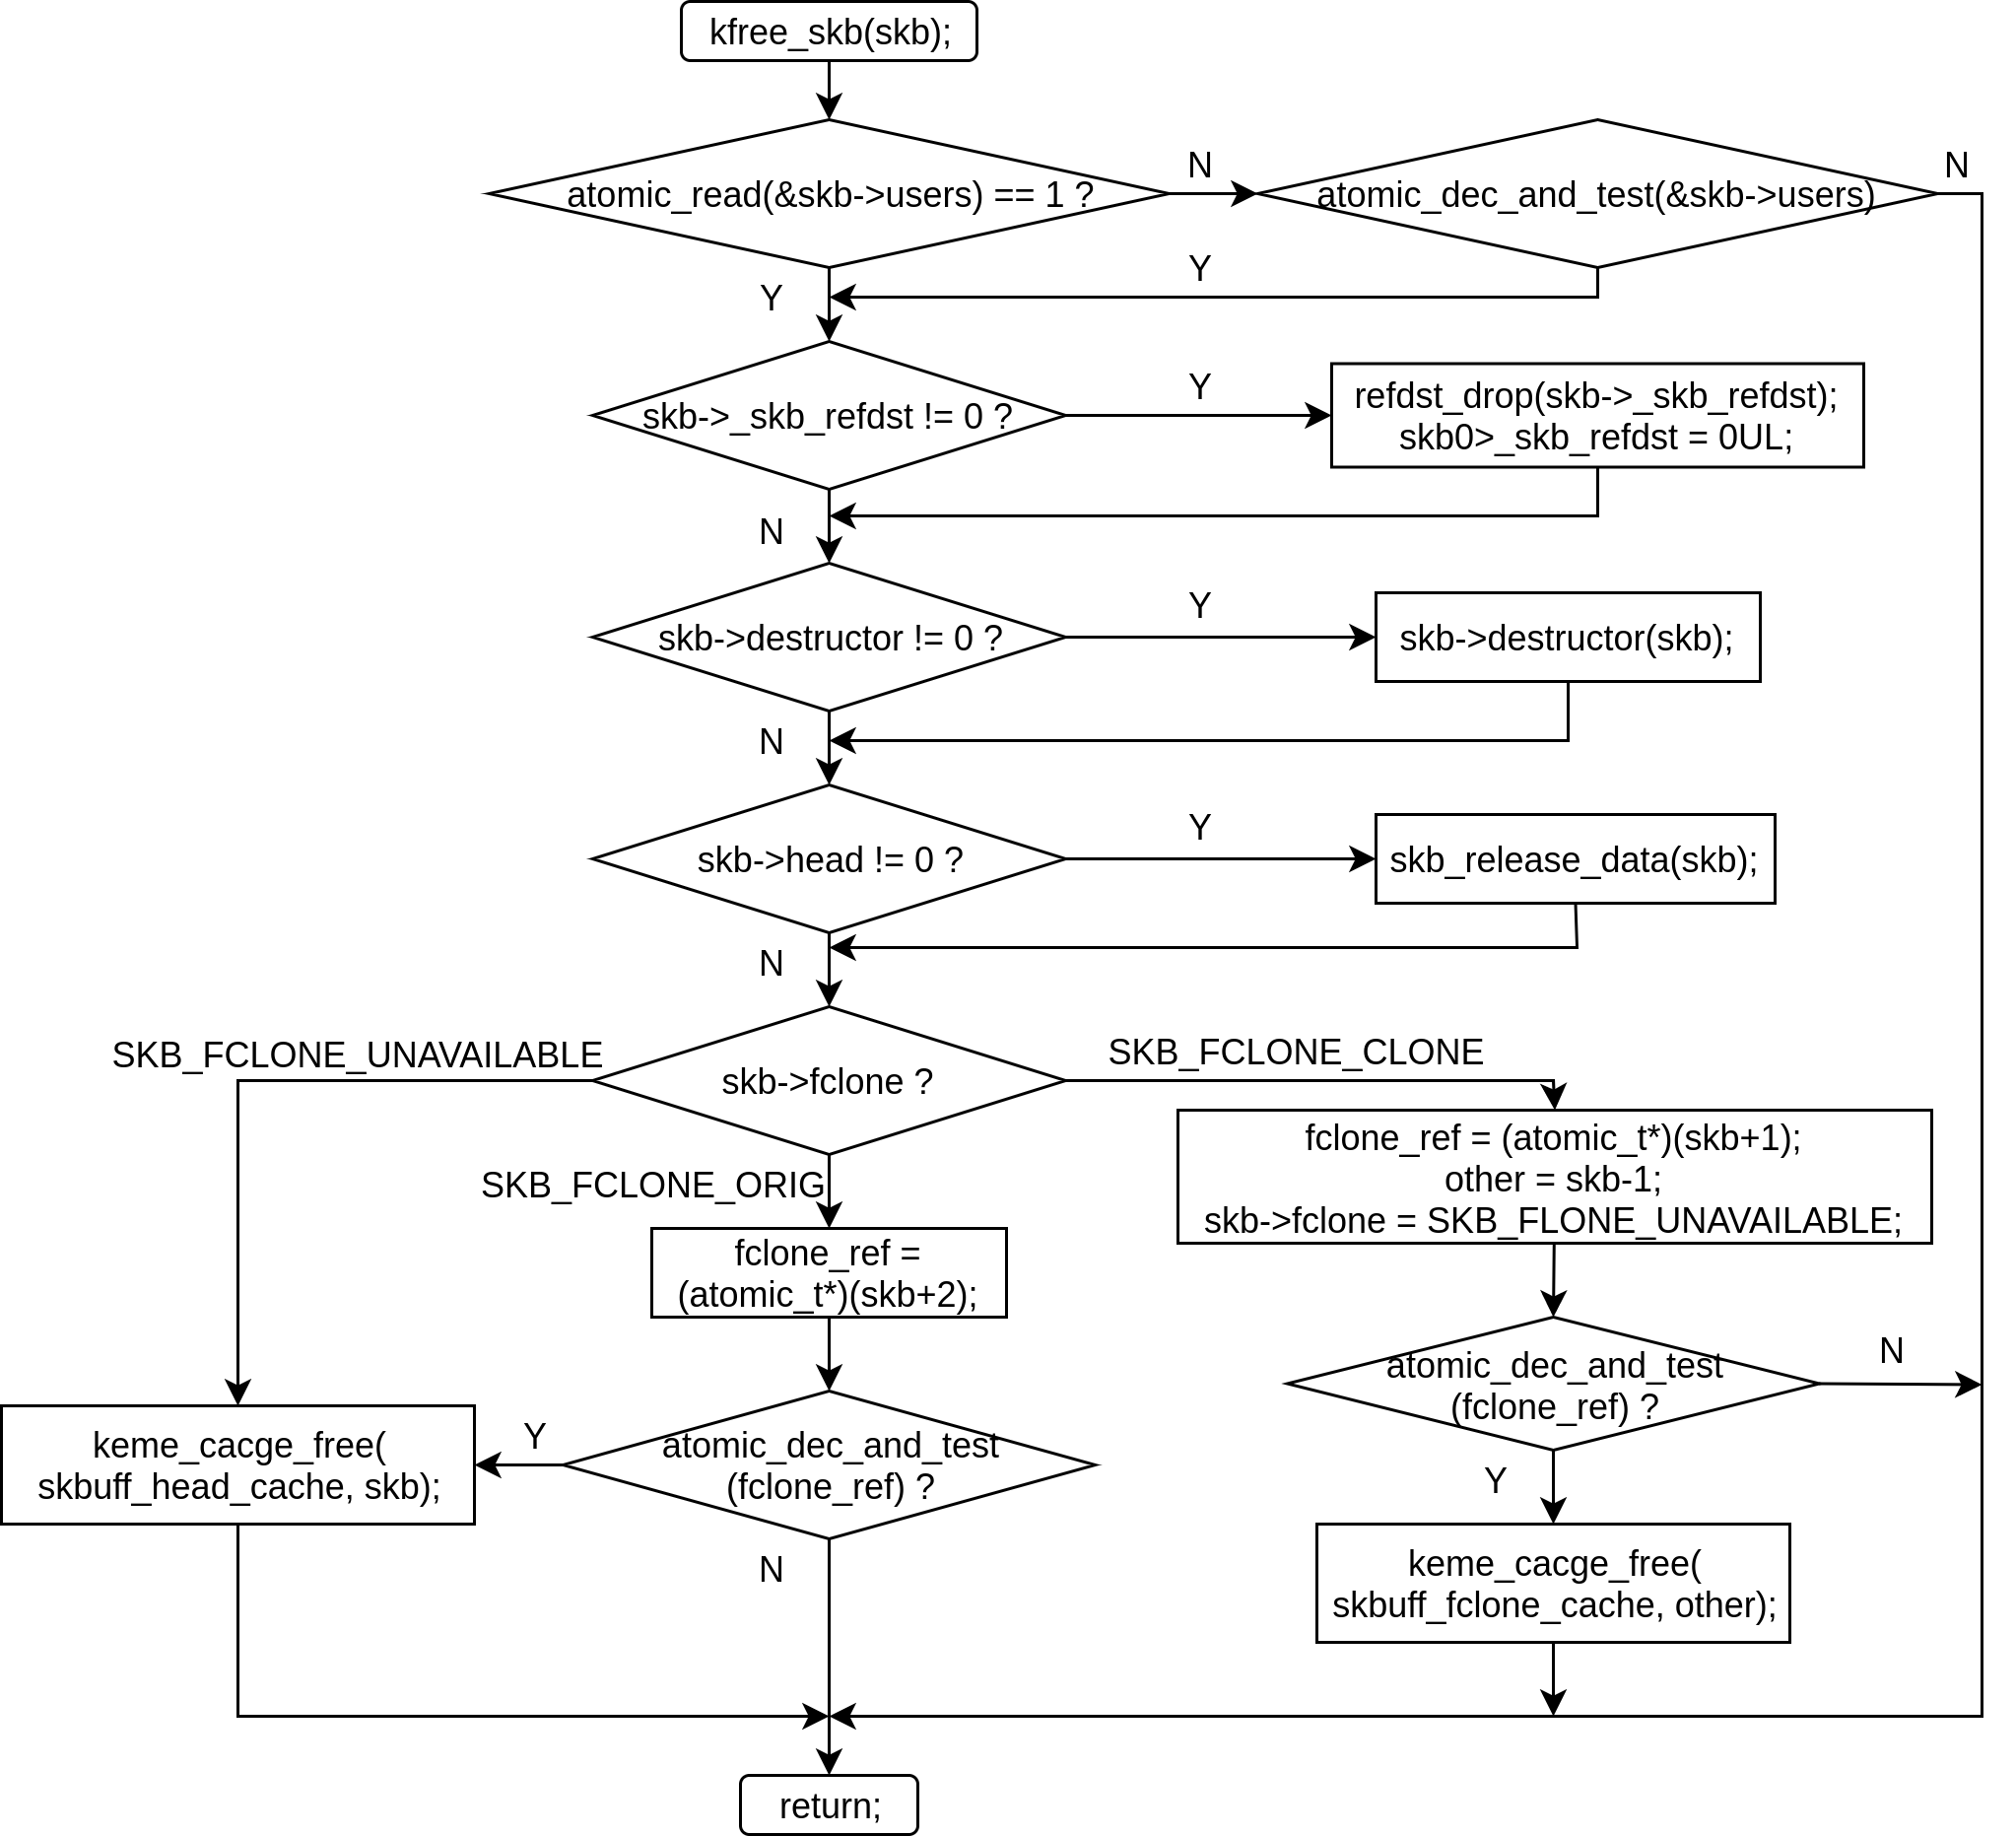 kfree_skb(skb);
atomic_read(&skb->users) == 1 ?
N
atomic_dec_and_test(&skb->users)
N
Y
Y
skb->_skb_refdst != 0 ?
Y
refdst_drop(skb->_skb_refdst);
skb0>_skb_refdst = 0UL;
N
skb->destructor != 0 ?
Y
skb->destructor(skb);
N
skb->head != 0 ?
Y
skb_release_data(skb);
N
SKB_FCLONE_UNAVAILABLE
skb->fclone ?
SKB_FCLONE_CLONE
SKB_FCLONE_ORIG
fclone_ref = (atomic_t*)(skb+1);
other = skb-1;
skb->fclone = SKB_FLONE_UNAVAILABLE;
fclone_ref =
(atomic_t*)(skb+2);
atomic_dec_and_test
(fclone_ref) ?
N
keme_cacge_free(
skbuff_head_cache, skb);
Y
atomic_dec_and_test
(fclone_ref) ?
Y
N
keme_cacge_free(
skbuff_fclone_cache, other);
return;